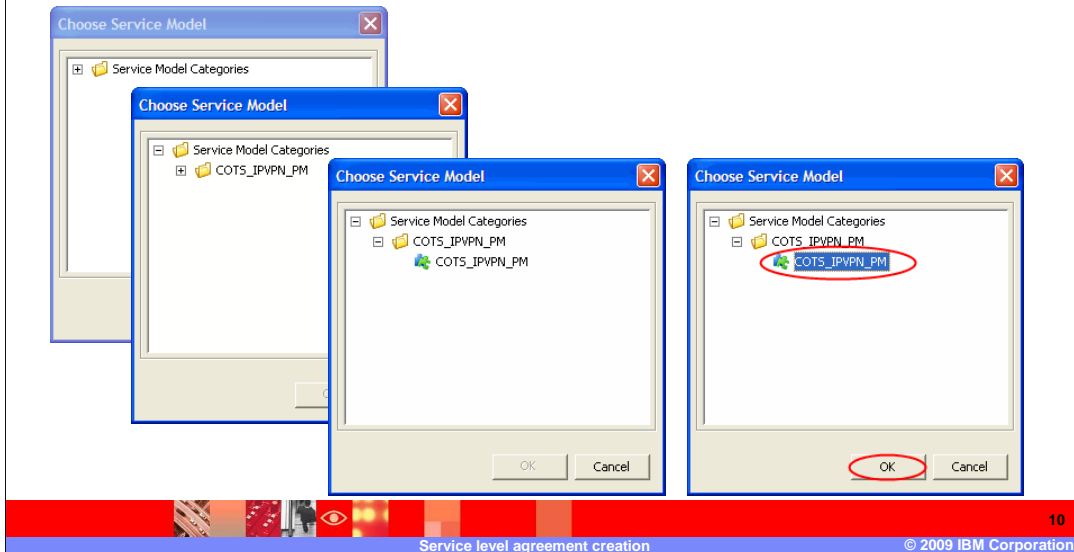 Choose Service Model
Service Model Categories
Choose Service Model
Service Model Categories
COTS_IPVPN_PM
Choose Service Model
Service Model Categories
COTS_IPVPN_PM
COTS_IPVPN_PM
OK
Cancel
Choose Service Model
Service Model Categories
COTS_IPVPN_PM
COTS_IPVPN_PM
OK
Cancel
10
Service level agreement creation
© 2009 IBM Corporation